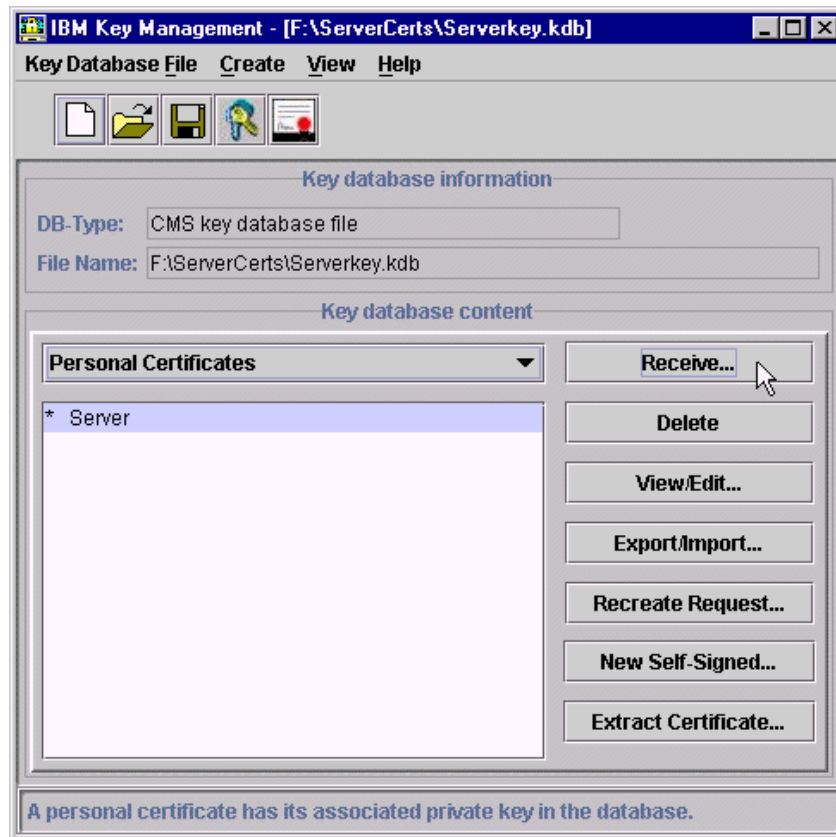 IBM Key Management - [F:\ServerCerts\Serverkey.kdb]
Key Database File Create View Help
Key database information
DB-Type: CMS key database file
File Name: F:\ServerCerts\Serverkey.kdb
Key database content
Personal Certificates
Receive...
* Server
Delete
View/Edit...
Export/Import...
Recreate Request...
New Self-Signed...
Extract Certificate...
A personal certificate has its associated private key in the database.